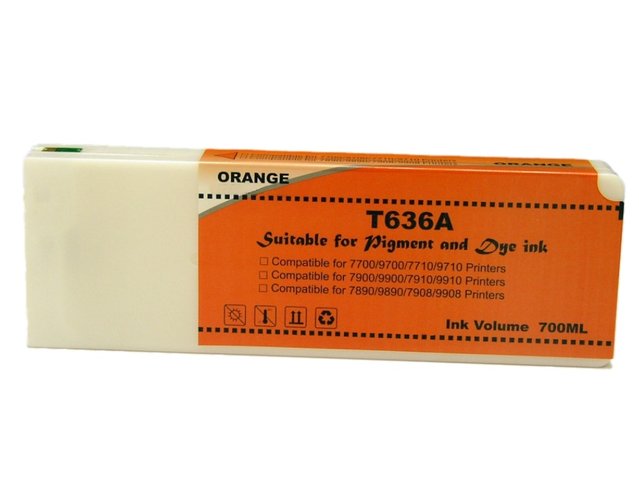 ORANGE
ORANGE
T636A
Suitable for Pigment and Dye ink
Compatible for 7700/9700/7710/9710 Printers
Compatible for 7900/9900/7910/9910 Printers
Compatible for 7890/9890/7908/9908 Printers
Ink Volume 700ML